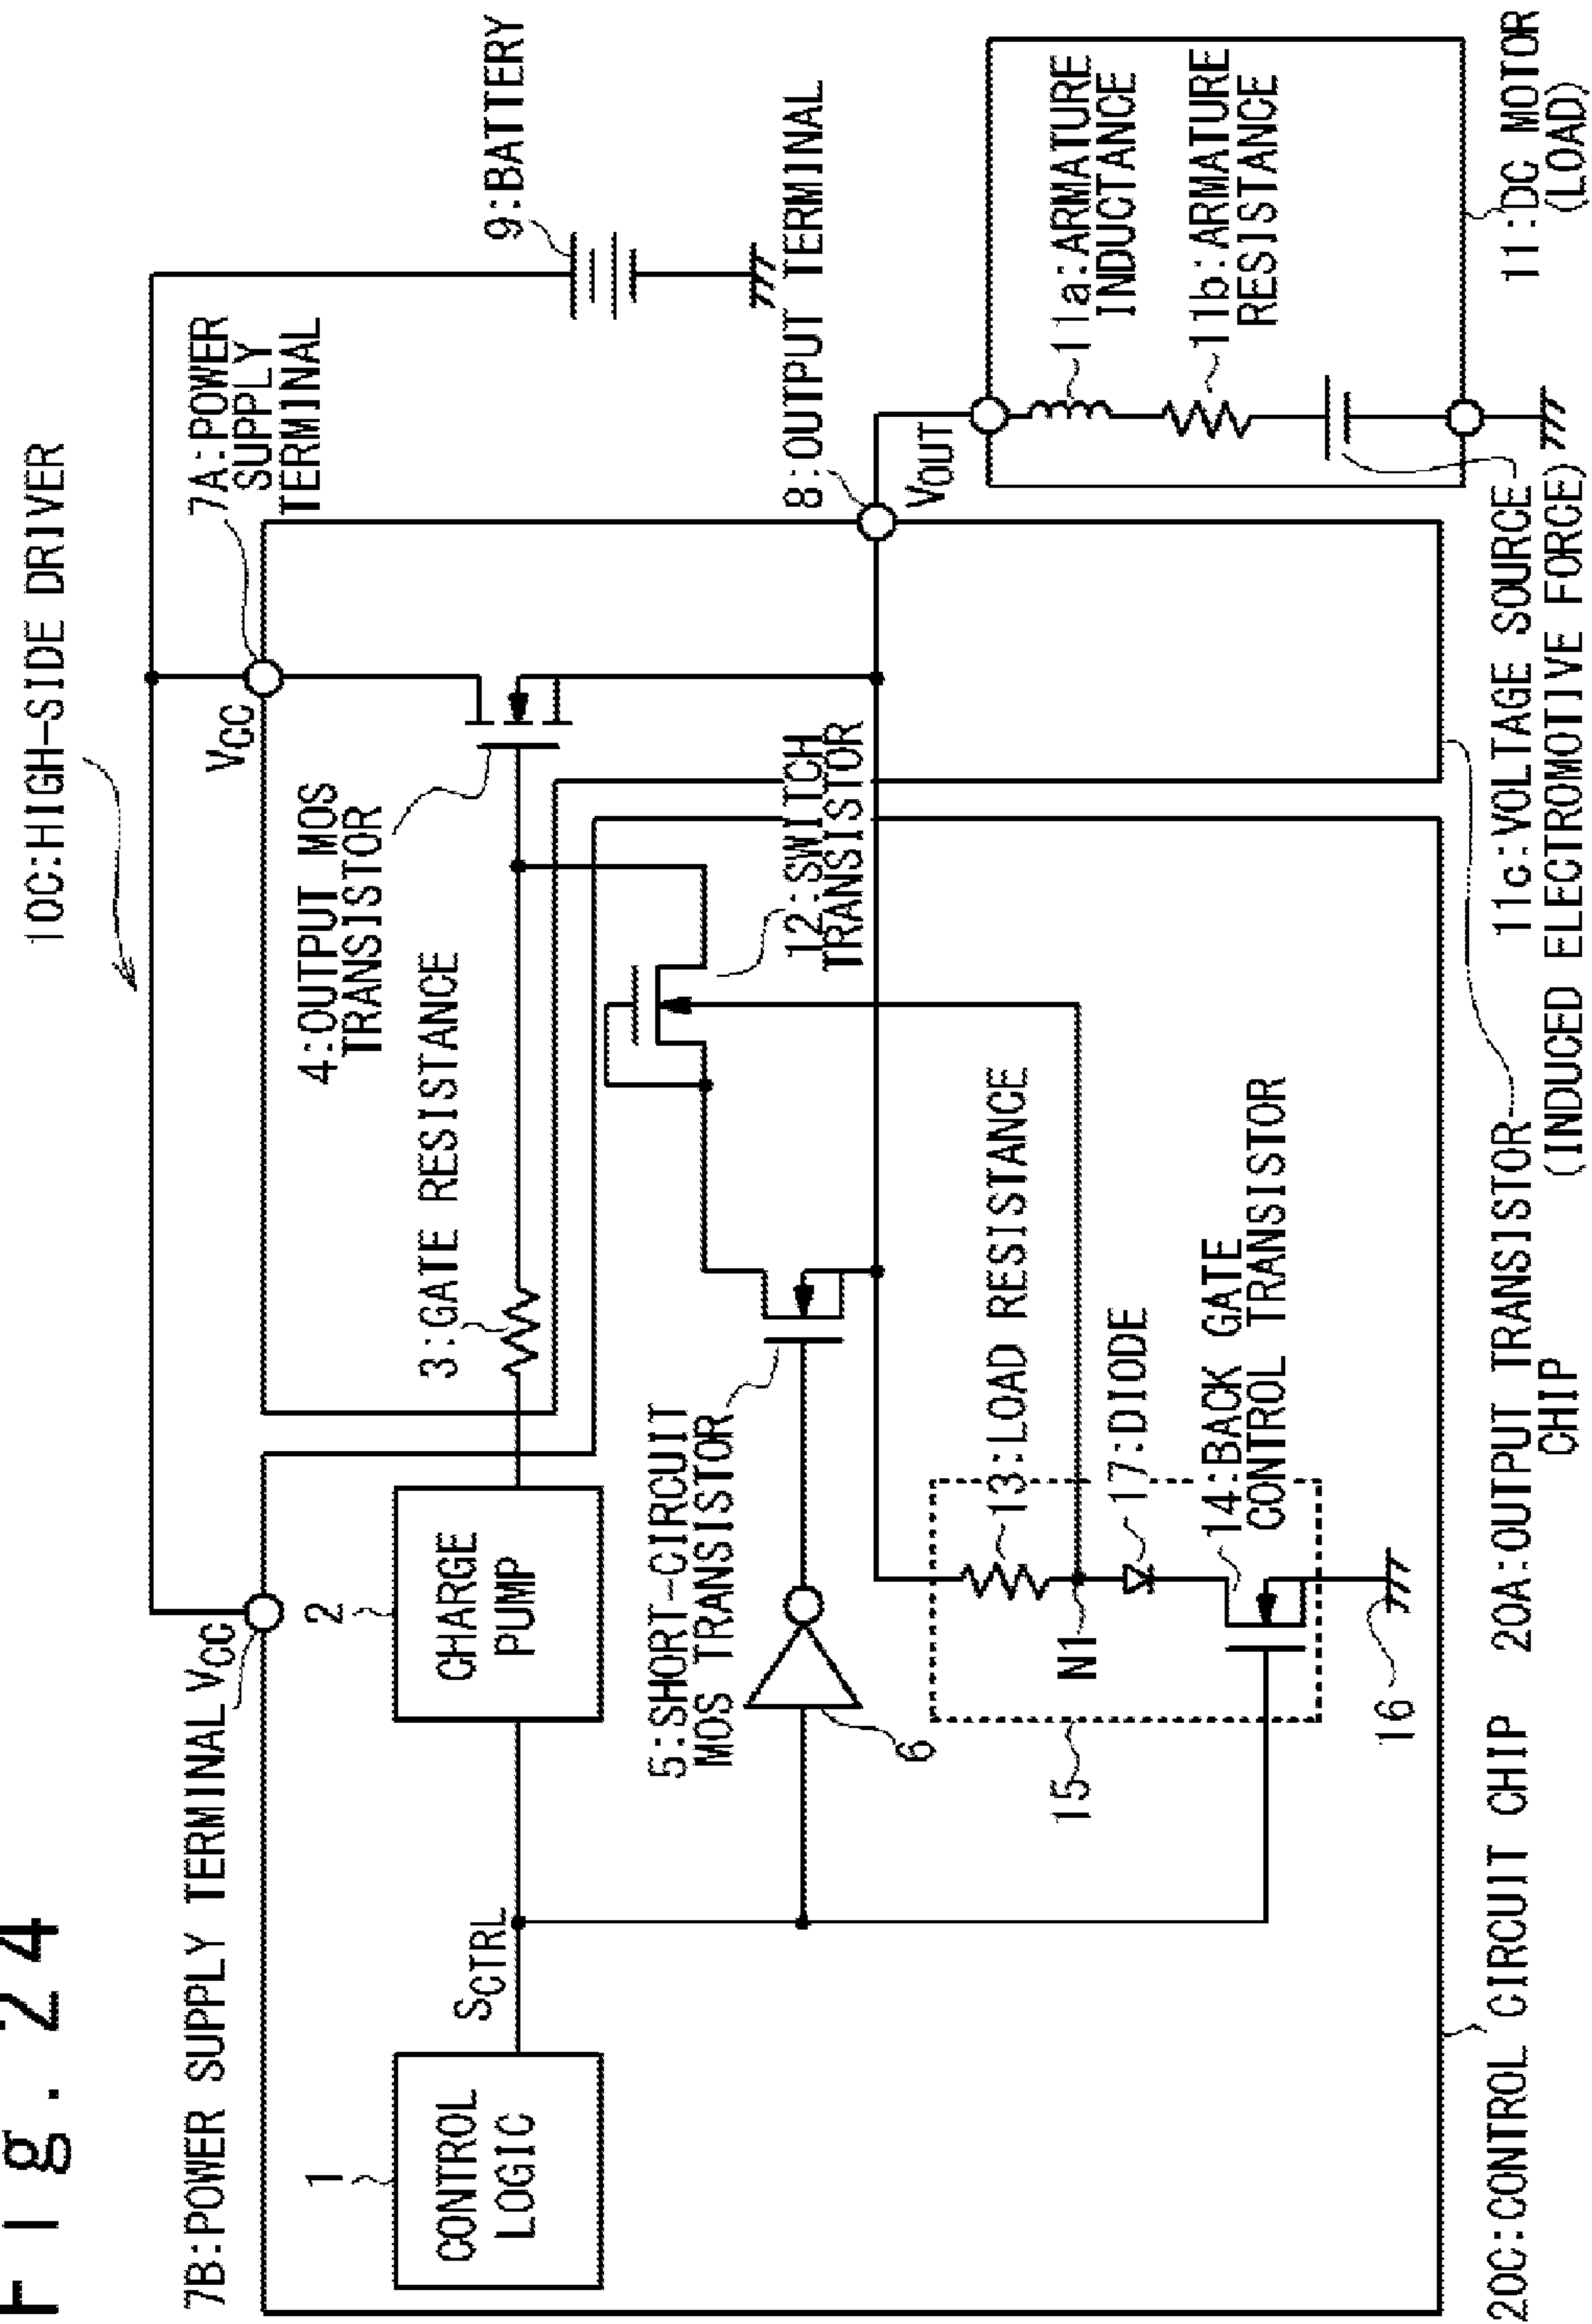 Fig. 24
10C:HIGH-SIDE DRIVER
7B:POWER SUPPLY TERMINAL VCC
7A:POWER
SUPPLY
TERMINAL
VCC
9:BATTERY
1
CONTROL
LOGIC
SCTRL
2
CHARGE
PUMP
3:GATE RESISTANCE
4:OUTPUT MOS
TRANSISTOR
5:SHORT-CIRCUIT
MOS TRANSISTOR
6
12:SWITCH
TRANSISTOR
8:OUTPUT TERMINAL
VOUT
11a:ARMATURE
INDUCTANCE
11b:ARMATURE
RESISTANCE
15
13:LOAD RESISTANCE
N1
17:DIODE
14:BACK GATE
CONTROL TRANSISTOR
16
11:DC MOTOR
(LOAD)
11c:VOLTAGE SOURCE
(INDUCED ELECTROMOTIVE FORCE)
20C:CONTROL CIRCUIT CHIP
20A:OUTPUT TRANSISTOR
CHIP